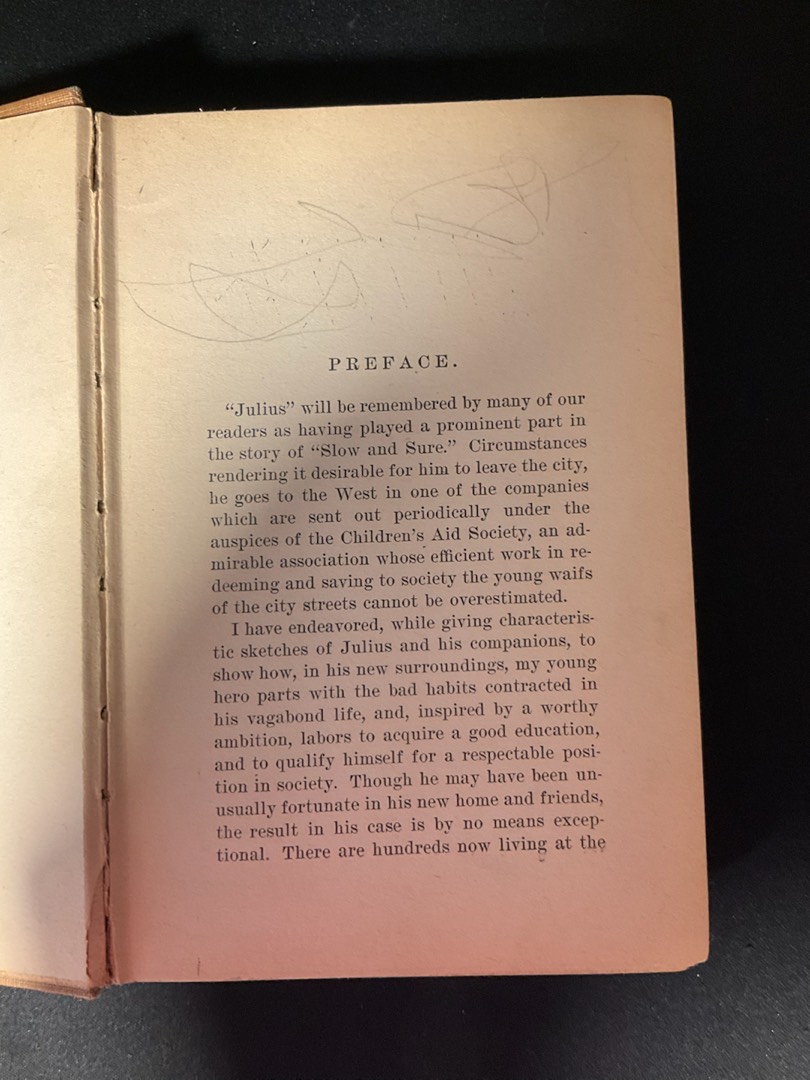 PREFACE.
“Julius” will be remembered by many of our
readers as having played a prominent part in
the story of “Slow and Sure.” Circumstances
rendering it desirable for him to leave the city,
he goes to the West in one of the companies
which are sent out periodically under the
auspices of the Children’s Aid Society, an ad-
mirable association whose efficient work in re-
deeming and saving to society the young waifs
of the city streets cannot be overestimated.
I have endeavored, while giving characteris-
tic sketches of Julius and his companions, to
show how, in his new surroundings, my young
hero parts with the bad habits contracted in
his vagabond life, and, inspired by a worthy
ambition, labors to acquire a good education,
and to qualify himself for a respectable posi-
tion in society. Though he may have been un-
usually fortunate in his new home and friends,
the result in his case is by no means excep-
tional. There are hundreds now living at the